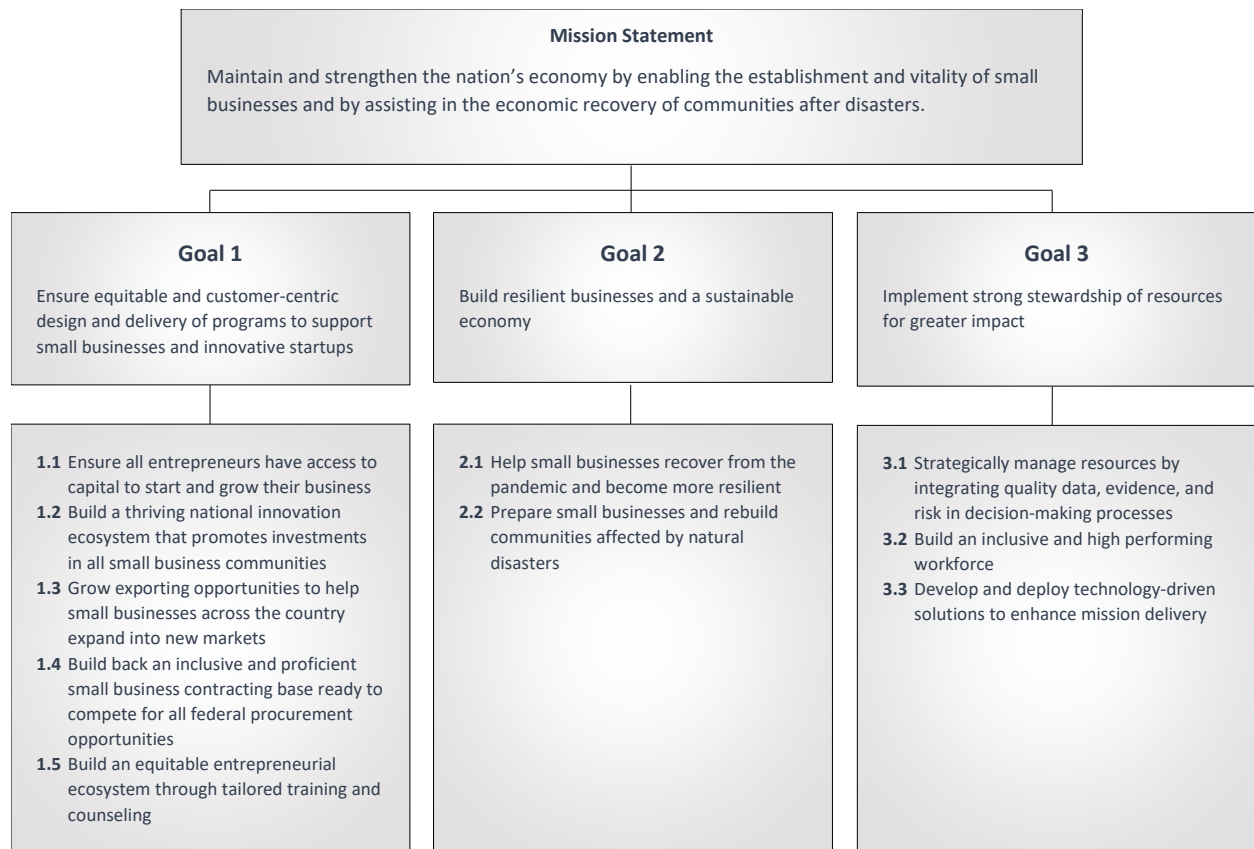 Mission Statement
Maintain and strengthen the nation’s economy by enabling the establishment and vitality of small
businesses and by assisting in the economic recovery of communities after disasters.
Goal 1
Ensure equitable and customer-centric
design and delivery of programs to support
small businesses and innovative startups
Goal 2
Build resilient businesses and a sustainable
economy
Goal 3
Implement strong stewardship of resources
for greater impact
1.1 Ensure all entrepreneurs have access to
capital to start and grow their business
1.2 Build a thriving national innovation
ecosystem that promotes investments
in all small business communities
1.3 Grow exporting opportunities to help
small businesses across the country
expand into new markets
1.4 Build back an inclusive and proficient
small business contracting base ready to
compete for all federal procurement
opportunities
1.5 Build an equitable entrepreneurial
ecosystem through tailored training and
counseling
2.1 Help small businesses recover from the
pandemic and become more resilient
2.2 Prepare small businesses and rebuild
communities affected by natural
disasters
3.1 Strategically manage resources by
integrating quality data, evidence, and
risk in decision-making processes
3.2 Build an inclusive and high performing
workforce
3.3 Develop and deploy technology-driven
solutions to enhance mission delivery